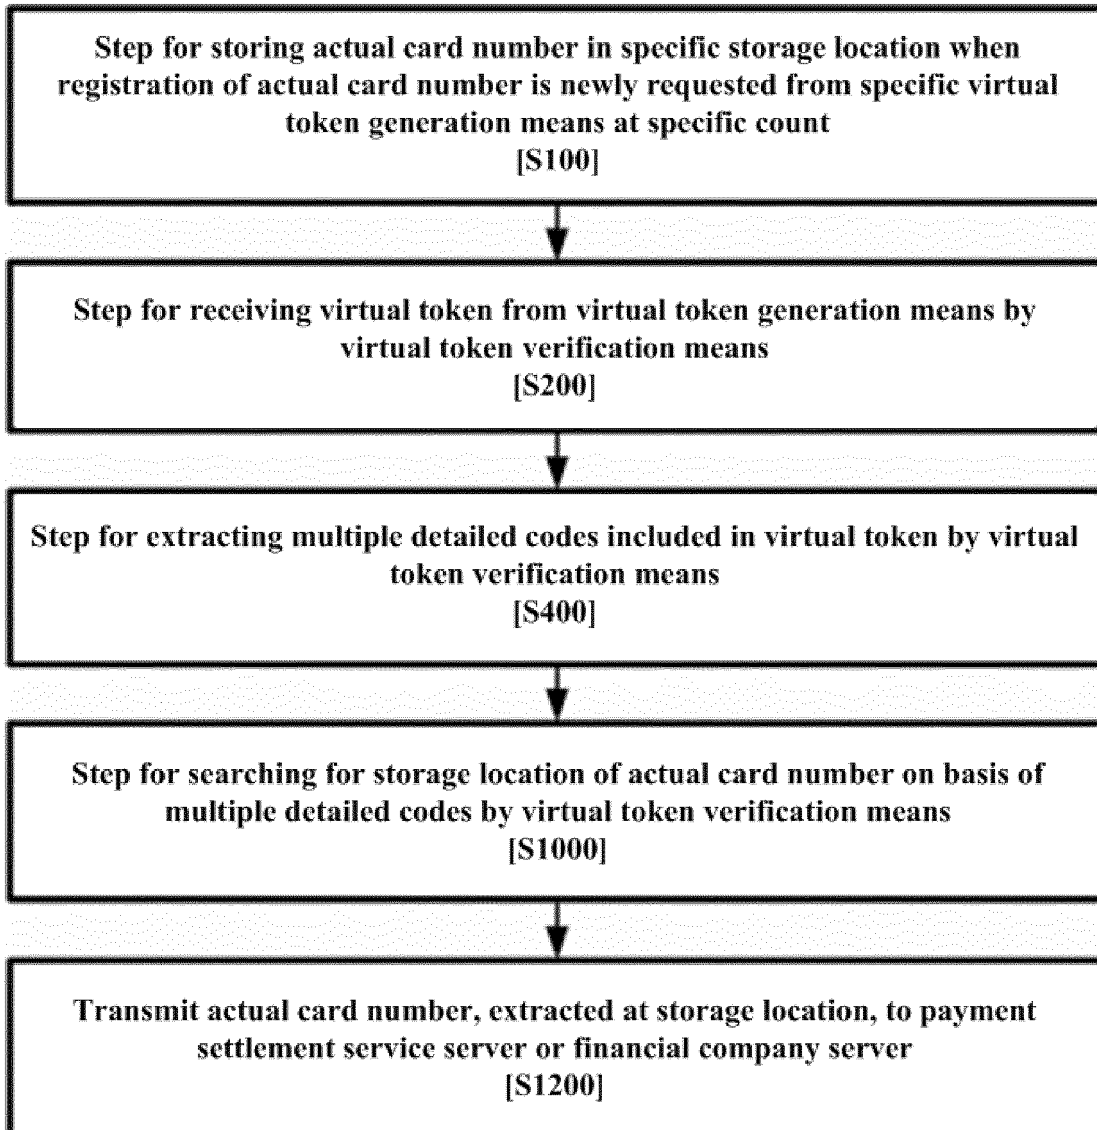 Step for storing actual card number in specific storage location when
registration of actual card number is newly requested from specific virtual
token generation means at specific count
[S100]
Step for receiving virtual token from virtual token generation means by
virtual token verification means
[S200]
Step for extracting multiple detailed codes included in virtual token by virtual
token verification means
[S400]
Step for searching for storage location of actual card number on basis of
multiple detailed codes by virtual token verification means
[S1000]
Transmit actual card number, extracted at storage location, to payment
settlement service server or financial company server
[S1200]